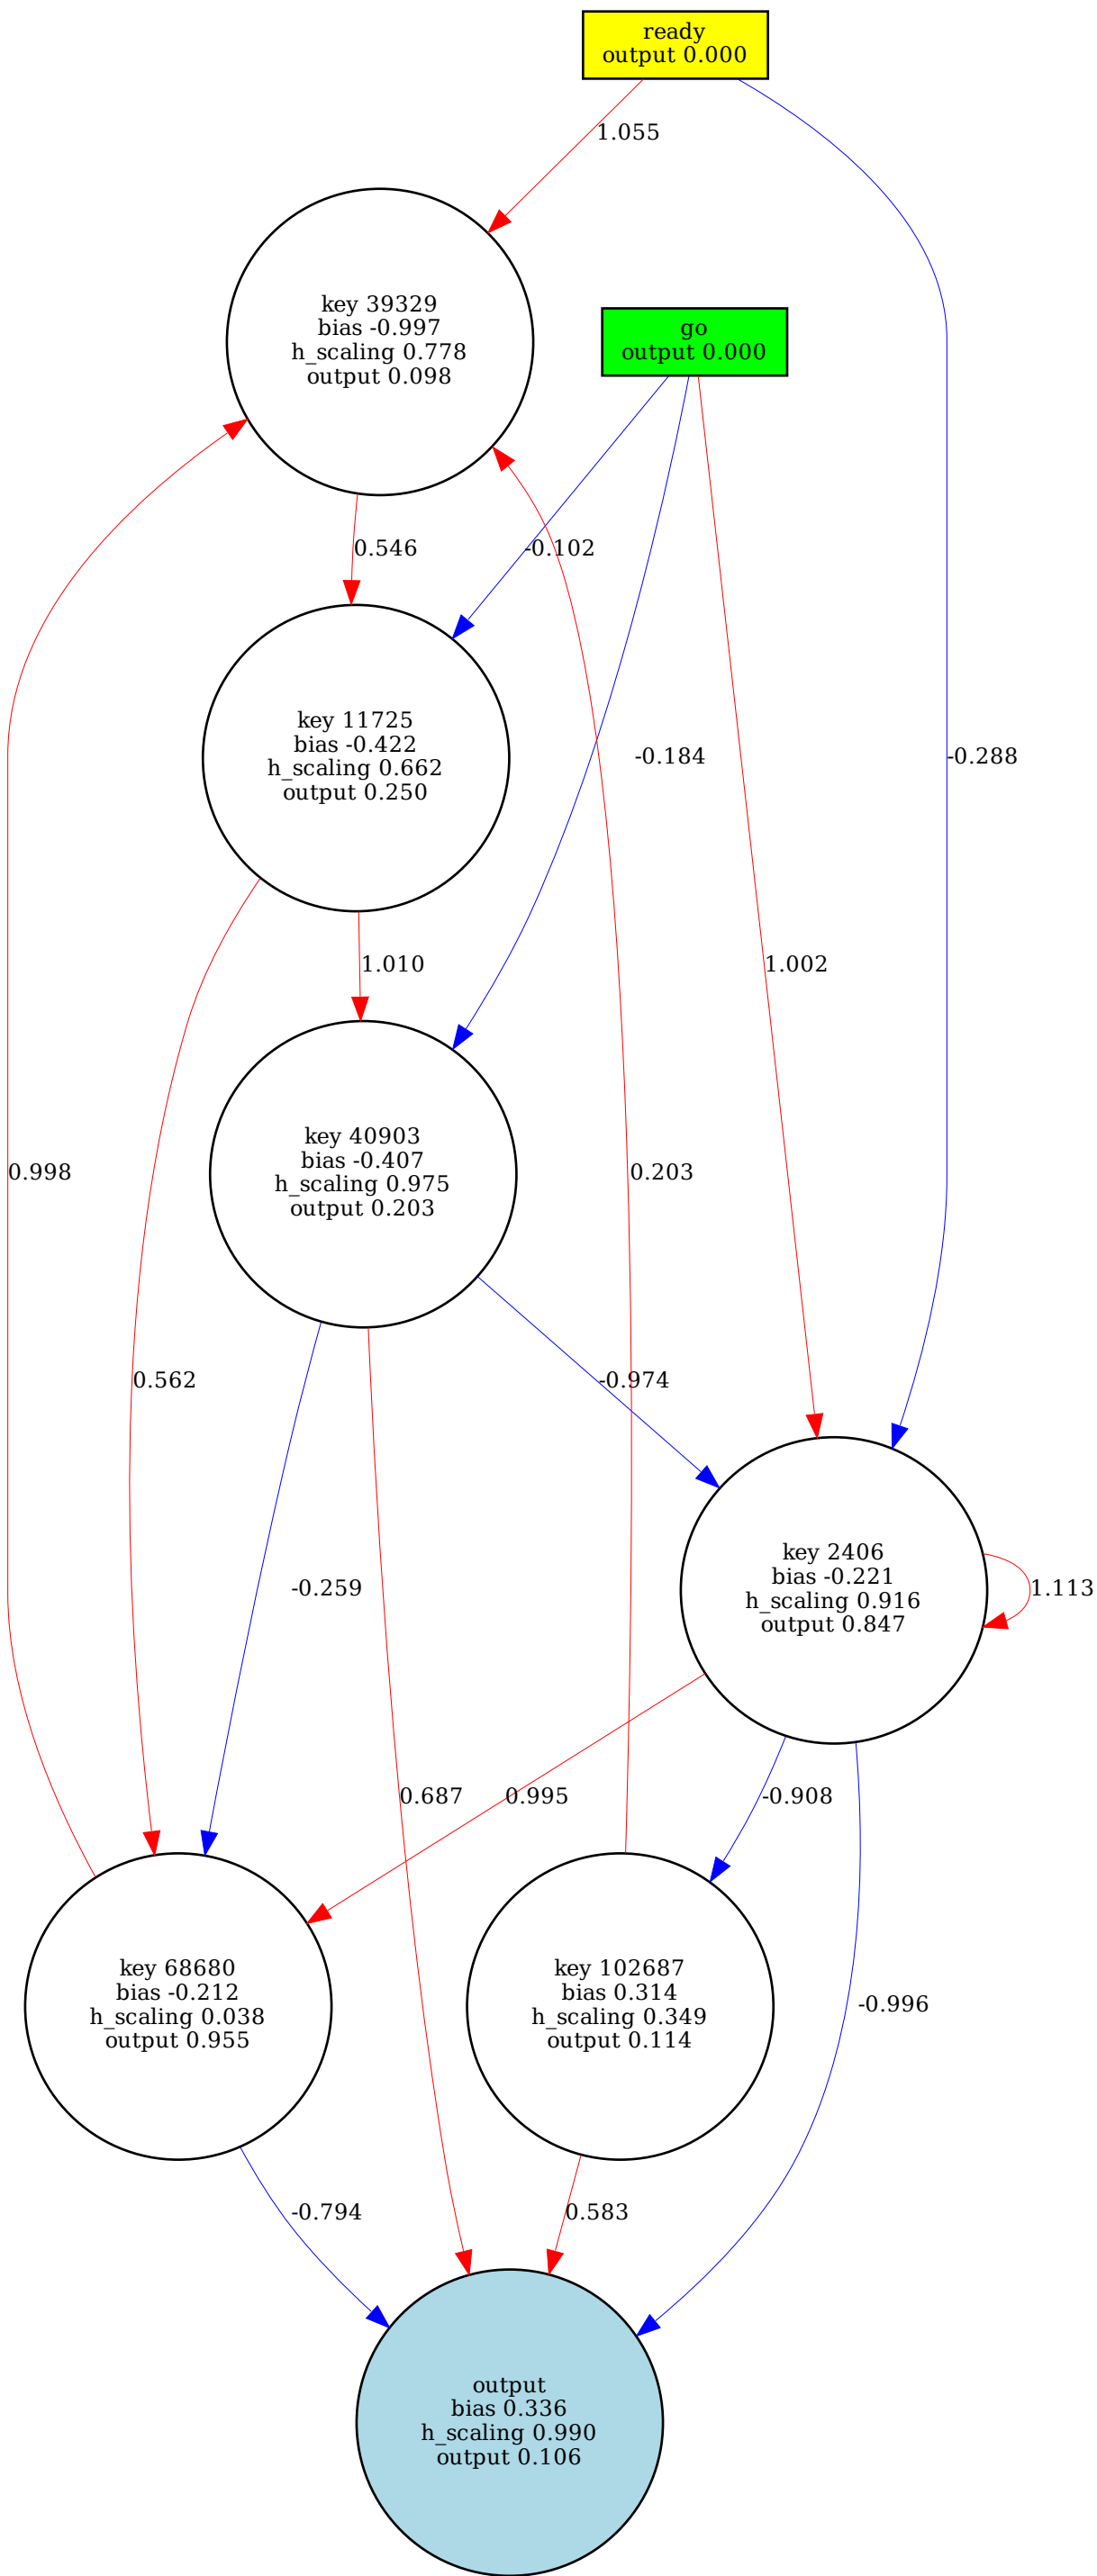 ready
output 0.000
1.055
key 39329
bias -0.997
h_scaling 0.778
output 0.098
go
output 0.000
0.546
-0.102
key 11725
bias -0.422
h_scaling 0.662
output 0.250
-0.184
-0.288
1.010
1.002
key 40903
bias -0.407
h_scaling 0.975
output 0.203
0.998
0.203
0.562
-0.974
key 2406
bias -0.221
h_scaling 0.916
output 0.847
-0.259
1.113
0.687
0.995
-0.908
key 68680
bias -0.212
h_scaling 0.038
output 0.955
key 102687
bias 0.314
h_scaling 0.349
output 0.114
-0.996
-0.794
0.583
output
bias 0.336
h_scaling 0.990
output 0.106